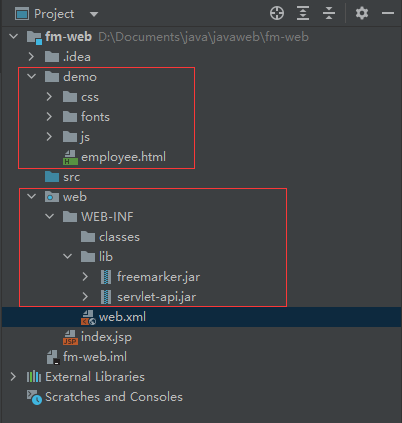 Project
fm-web D:\Documents\java\javaweb\fm-web
.idea
demo
css
fonts
js
employee.html
src
web
WEB-INF
classes
lib
freemarker.jar
servlet-api.jar
web.xml
index.jsp
fm-web.iml
External Libraries
Scratches and Consoles